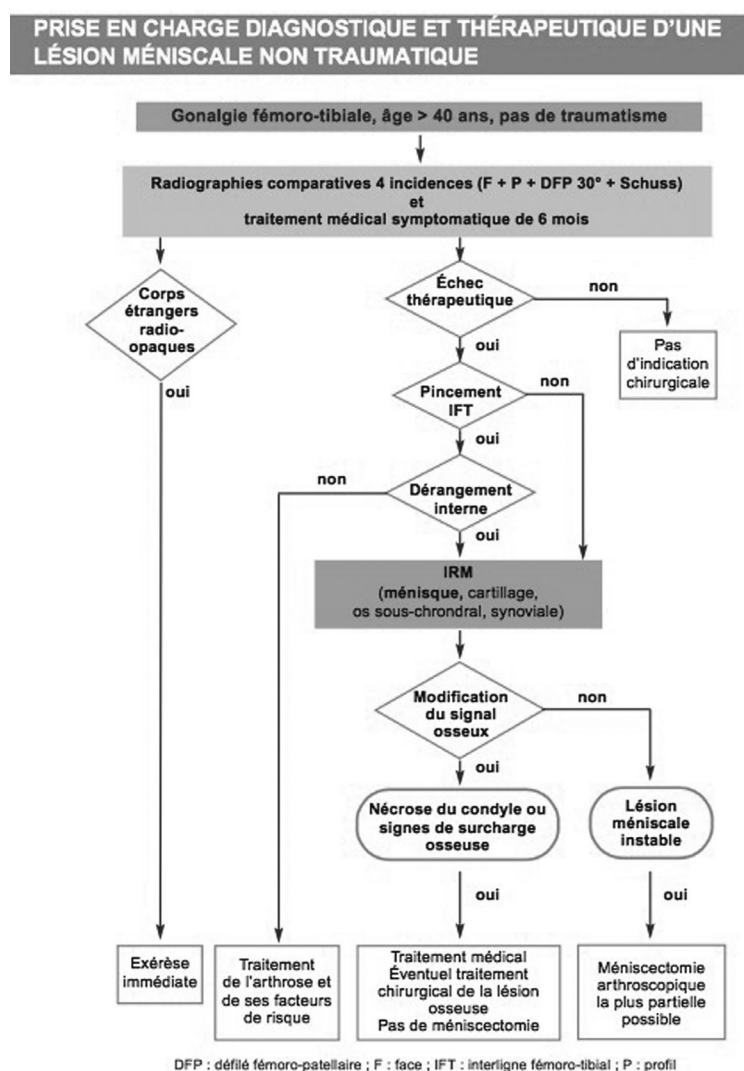 PRISE EN CHARGE DIAGNOSTIQUE ET THÉRAPEUTIQUE D'UNE
LÉSION MÉNISCALE NON TRAUMATIQUE
Gonalgie fémoro-tibiale, âge > 40 ans, pas de traumatisme
Radiographies comparatives 4 incidences (F + P + DFP 30° + Schuss)
et
traitement médical symptomatique de 6 mois
Corps
étrangers
radio-
opaques
oui
Échec
thérapeutique
non
oui
Pas
d'indication
chirurgicale
Pincement
IFT
non
oui
Dérangement
interne
non
oui
IRM
(ménisque, cartillage,
os sous-chrondral, synoviale)
Modification
du signal
osseux
non
oui
Nécrose du condyle ou
signes de surcharge
osseuse
oui
Lésion
méniscale
instable
oui
Exérèse
immédiate
Traitement
de l'arthrose et
de ses facteurs
de risque
Traitement médical
Éventuel traitement
chirurgical de la lésion
osseuse
Pas de méniscectomie
Méniscectomie
arthroscopique
la plus partielle
possible
DFP : défilé fémoro-patellaire ; F : face ; IFT : interligne fémoro-tibial ; P : profil